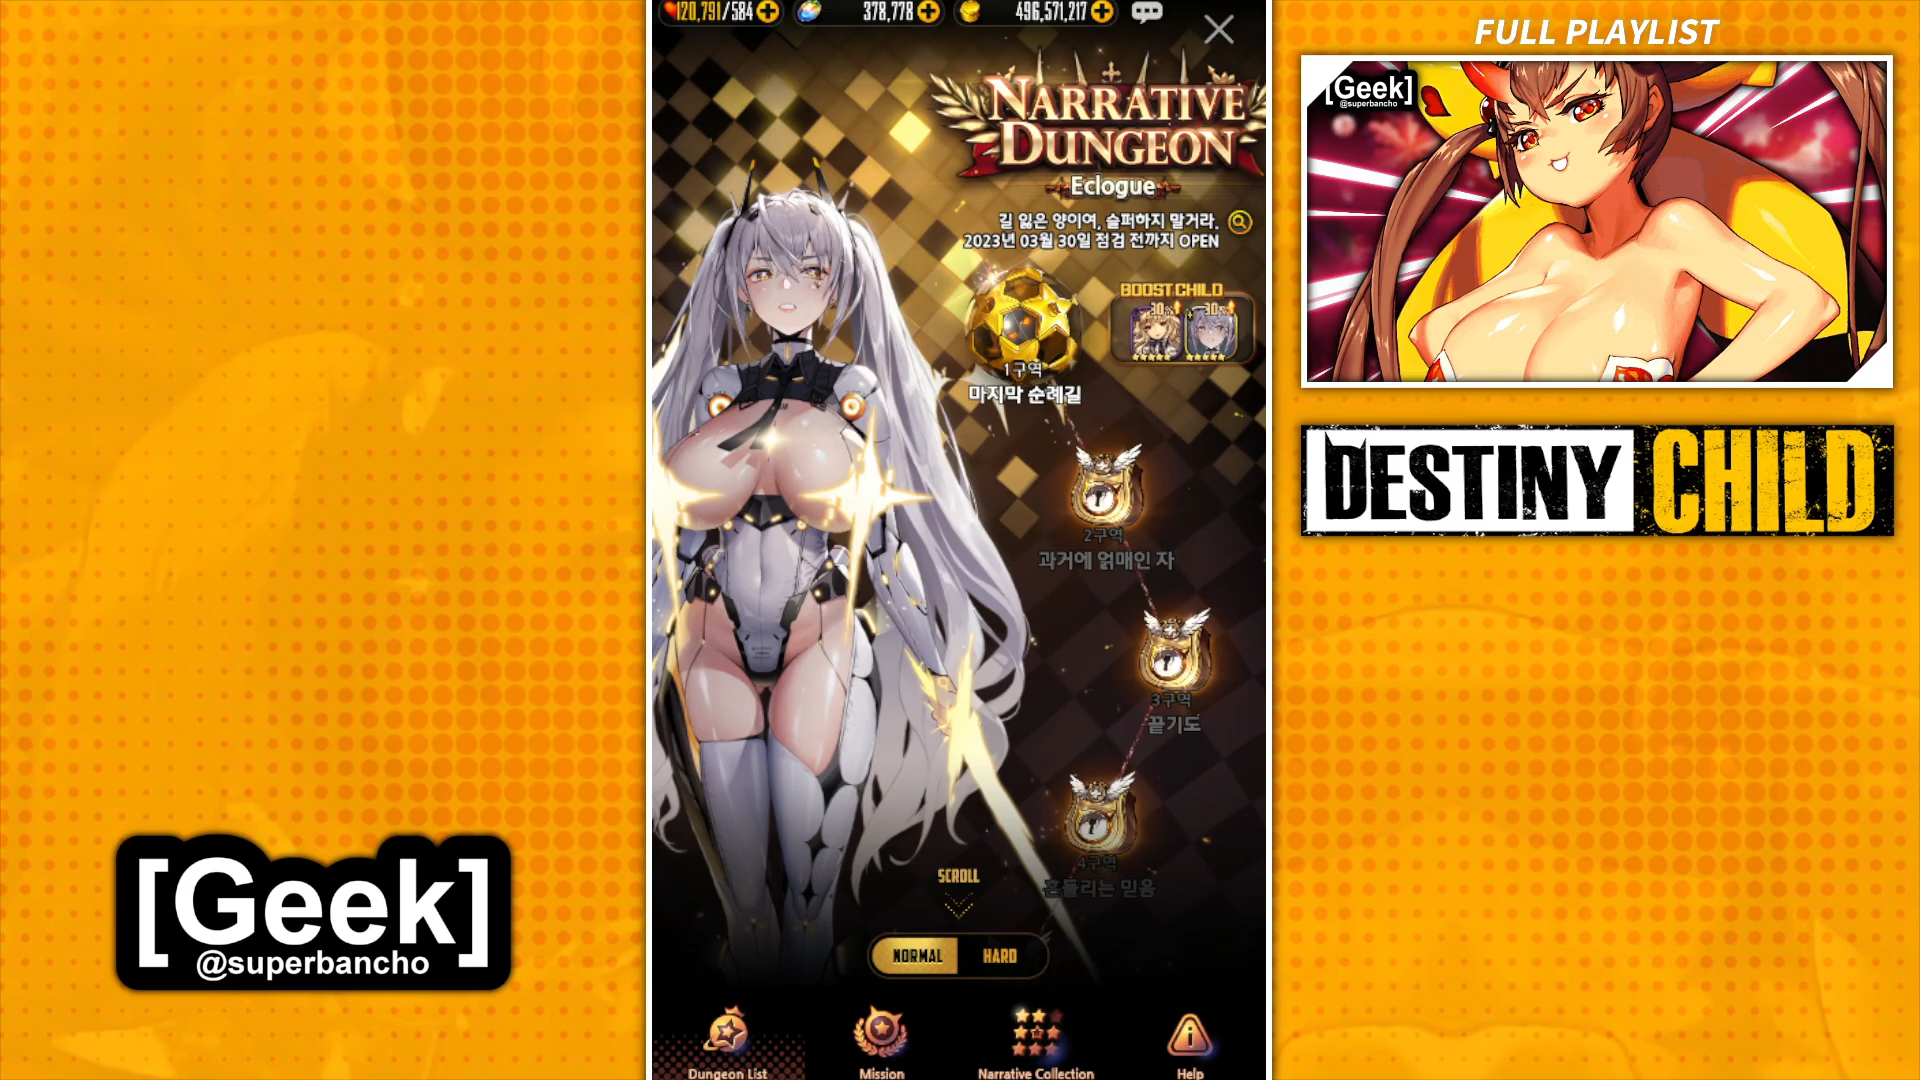 120,791/584
378,778
496,571,217
NARRATIVE
DUNGEON
Eclogue
길 잃은 양이여, 슬퍼하지 말거라.
2023년 03월 30일 점검 전까지 OPEN
BOOST CHILD
30%
30%
1구역
마지막 순례길
2구역
과거에 얽매인 자
3구역
끝기도
4구역
흔들리는 믿음
SCROLL
NORMAL
HARD
Dungeon List
Mission
Narrative Collection
Help
[Geek]
@superbancho
FULL PLAYLIST
[Geek]
@superbancho
DESTINY CHILD